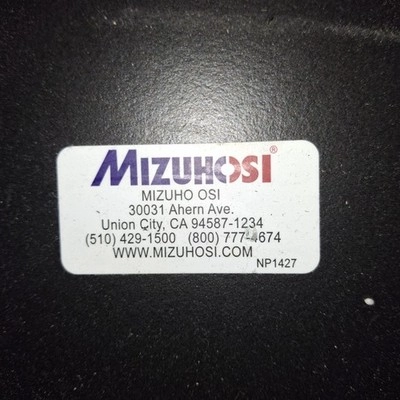 MIZUHOSI®
MIZUHO OSI
30031 Ahern Ave.
Union City, CA 94587-1234
(510) 429-1500 (800) 777-4674
WWW.MIZUHOSI.COM
NP1427